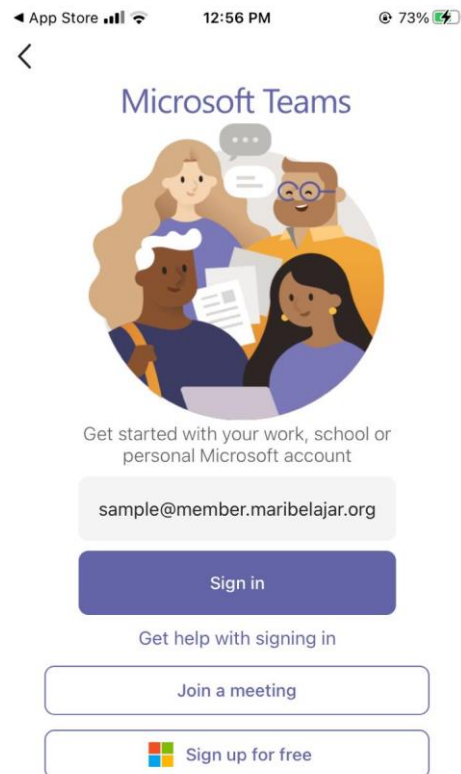 App Store 12:56 PM 73%
Microsoft Teams
Get started with your work, school or
personal Microsoft account
sample@member.maribelajar.org
Sign in
Get help with signing in
Join a meeting
Sign up for free